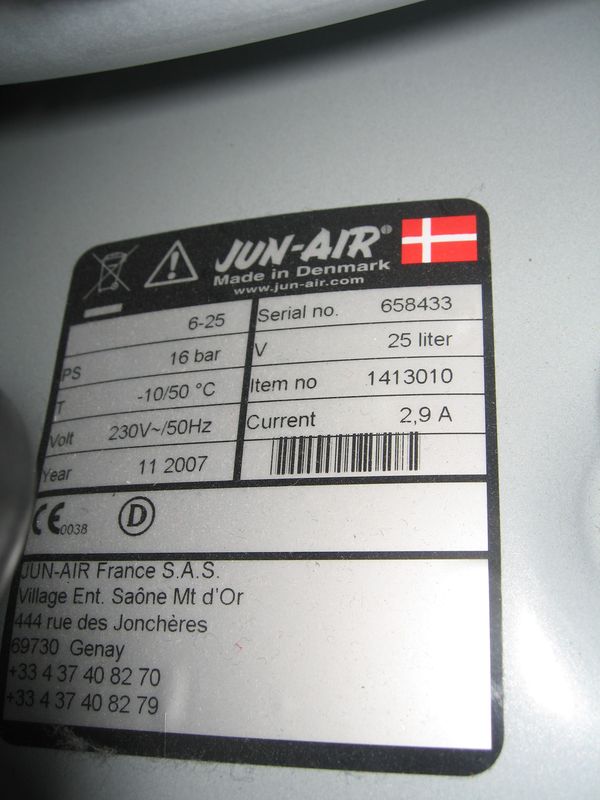 JUN-AIR®
Made in Denmark
www.jun-air.com
6-25
Serial no. 658433
PS 16 bar
V 25 liter
T -10/50 °C
Item no 1413010
Volt 230V~/50Hz
Current 2,9 A
Year 11 2007
CE 0038 D
JUN-AIR France S.A.S.
Village Ent. Saône Mt d'Or
444 rue des Jonchères
69730 Genay
+33 4 37 40 82 70
+33 4 37 40 82 79